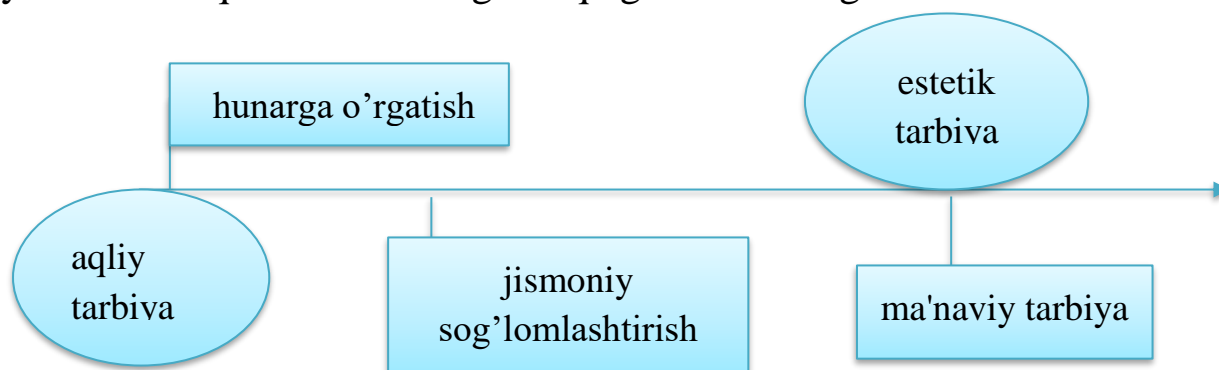 hunarga o’rgatish
estetik
tarbiva
aqliy
tarbiva
jismoniy
sog’lomlashtirish
ma'naviy tarbiya